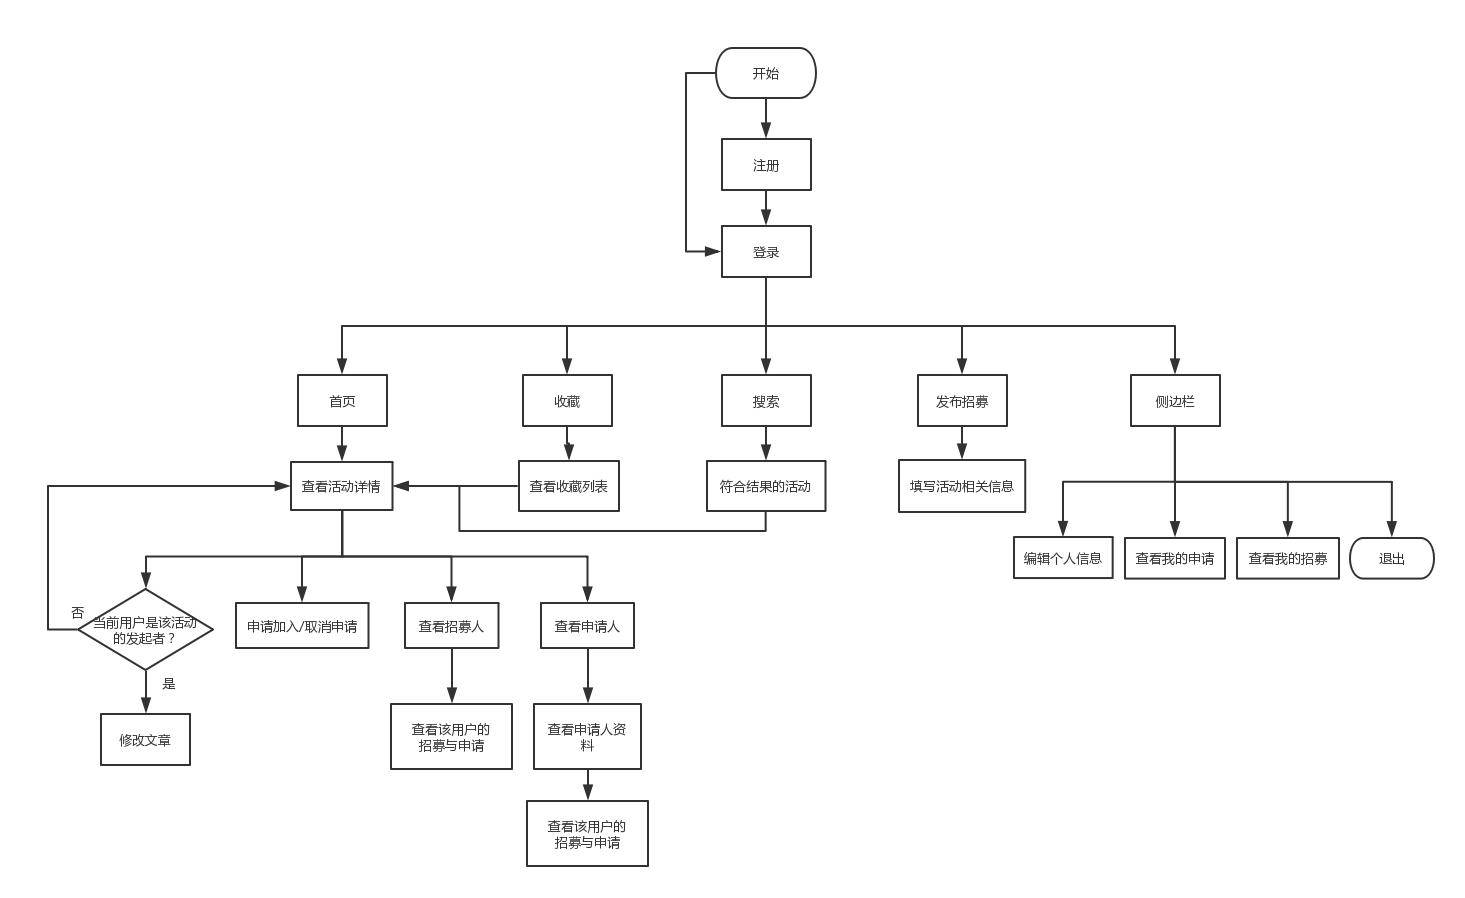 开始
注册
登录
首页
收藏
搜索
发布招募
侧边栏
查看活动详情
查看收藏列表
符合结果的活动
填写活动相关信息
编辑个人信息
查看我的申请
查看我的招募
退出
否
当前用户是该活动
的发起者？
申请加入/取消申请
查看招募人
查看申请人
是
修改文章
查看该用户的
招募与申请
查看申请人资
料
查看该用户的
招募与申请